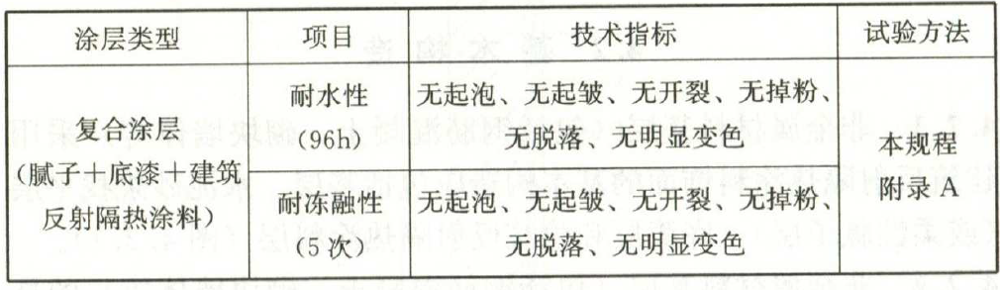 涂层类型 项目 技术指标 试验方法
复合涂层
(腻子+底漆+建筑
反射隔热涂料)
耐水性
(96h)
无起泡、无起皱、无开裂、无掉粉、
无脱落、无明显变色
耐冻融性
(5次)
无起泡、无起皱、无开裂、无掉粉、
无脱落、无明显变色
本规程
附录 A